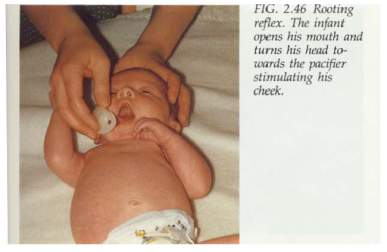 FIG. 2.46 Rooting
reflex. The infant
opens his mouth and
turns his head to-
wards the pacifier
stimulating his
cheek.